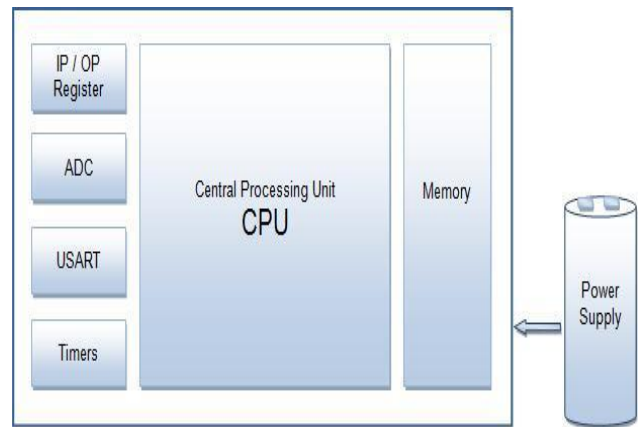 IP / OP
Register
ADC
USART
Timers
Central Processing Unit
CPU
Memory
Power
Supply